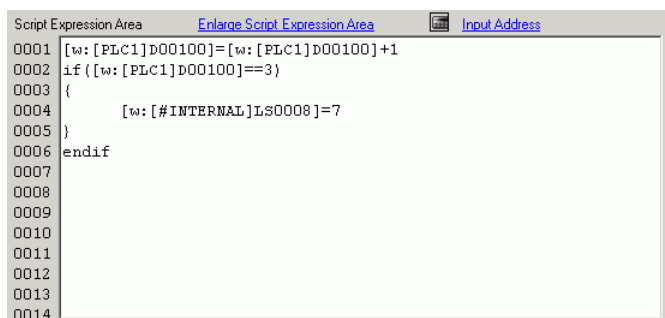 Script Expression Area Enlarge Script Expression Area Input Address
0001 [w:[PLC1]D00100]=[w:[PLC1]D00100]+1
0002 if([w:[PLC1]D00100]==3)
0003 {
0004 [w:[#INTERNAL]LS0008]=7
0005 }
0006 endif
0007
0008
0009
0010
0011
0012
0013
0014